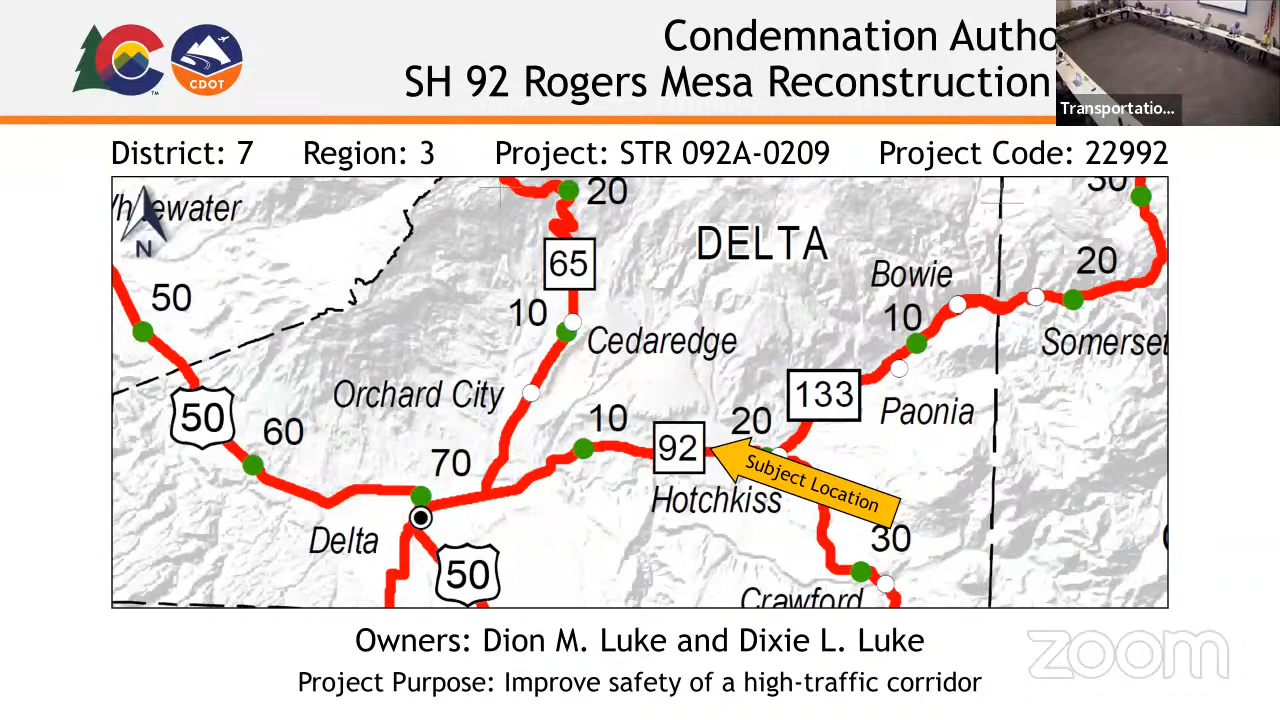 Condemnation Autho
SH 92 Rogers Mesa Reconstruction
CDOT
TM
Transportatio...
District: 7 Region: 3 Project: STR 092A-0209 Project Code: 22992
ewater
N
20
30
65
DELTA
Bowie
20
50
10
Cedaredge
10
Somerset
Orchard City
133
Paonia
50
60
10
92
20
70
Subject Location
Hotchkiss
Delta
30
50
Crawford
Owners: Dion M. Luke and Dixie L. Luke
Project Purpose: Improve safety of a high-traffic corridor
zoom